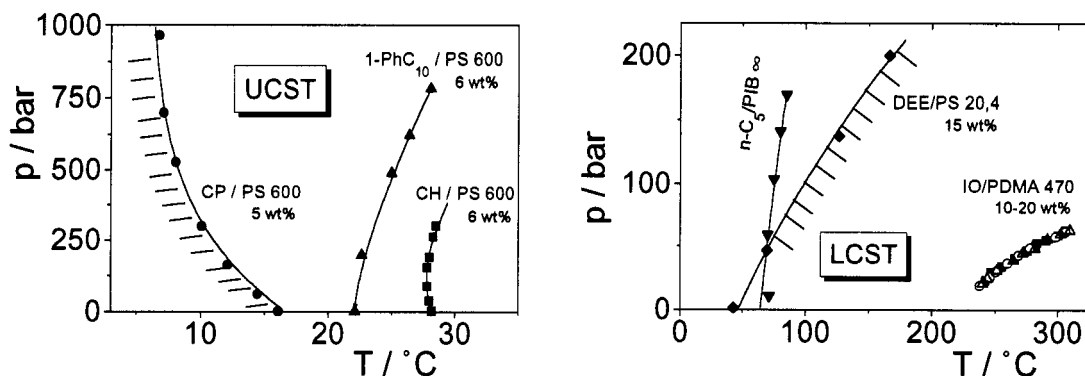 1000
750
500
250
0
p / bar
UCST
1-PhC10 / PS 600
6 wt%
CP / PS 600
5 wt%
CH / PS 600
6 wt%
10
20
30
T / °C
200
100
0
p / bar
n-C5/PIB ∞
DEE/PS 20,4
15 wt%
IO/PDMA 470
10-20 wt%
LCST
0
100
200
300
T / °C